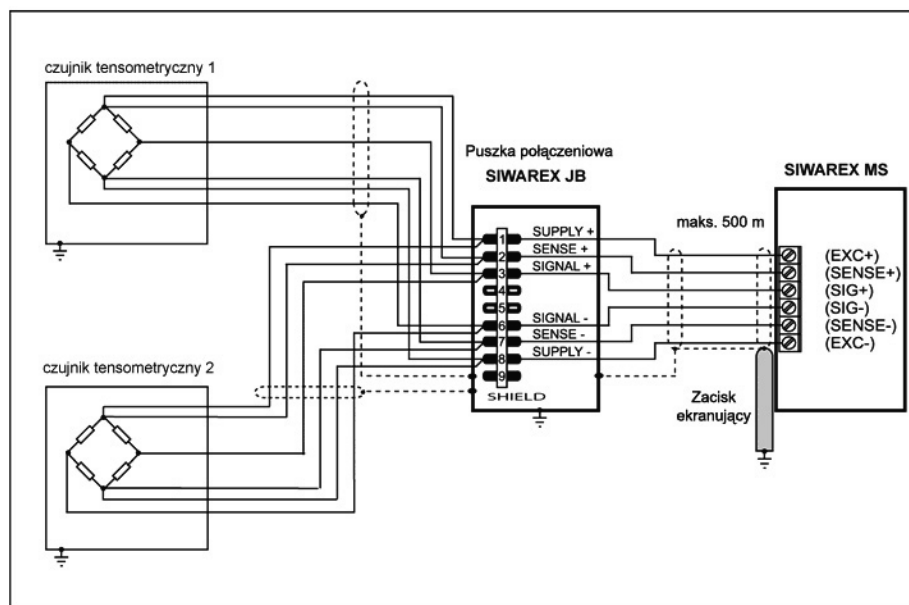 czujnik tensometryczny 1
Puszka połączeniowa
SIWAREX JB
SIWAREX MS
maks. 500 m
1 SUPPLY +
2 SENSE +
3 SIGNAL +
4
5
6 SIGNAL -
7 SENSE -
8 SUPPLY -
9
SHIELD
(EXC+)
(SENSE+)
(SIG+)
(SIG-)
(SENSE-)
(EXC-)
Zacisk
ekranujący
czujnik tensometryczny 2